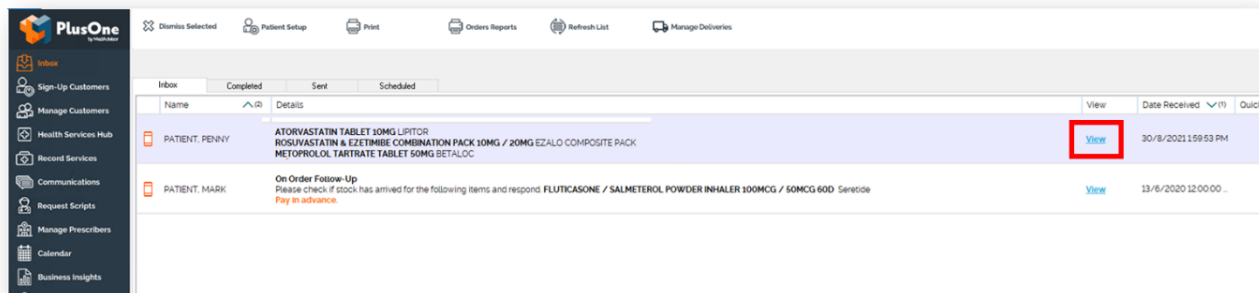 PlusOne
by MedAdvisor
Dismiss Selected
Patient Setup
Print
Orders Reports
Refresh List
Manage Deliveries
Inbox
Sign-Up Customers
Manage Customers
Health Services Hub
Record Services
Communications
Request Scripts
Manage Prescribers
Calendar
Business Insights
Inbox Completed Sent Scheduled
Name (2) Details View Date Received (1) Quic
PATIENT, PENNY
ATORVASTATIN TABLET 10MG LIPITOR
ROSUVASTATIN & EZETIMIBE COMBINATION PACK 10MG / 20MG EZALO COMPOSITE PACK
METOPROLOL TARTRATE TABLET 50MG BETALOC
View
30/8/2021 1:59:53 PM
PATIENT, MARK
On Order Follow-Up
Please check if stock has arrived for the following items and respond. FLUTICASONE / SALMETEROL POWDER INHALER 100MCG / 50MCG 60D Seretide
Pay in advance.
View
13/6/2020 12:00:00 ...